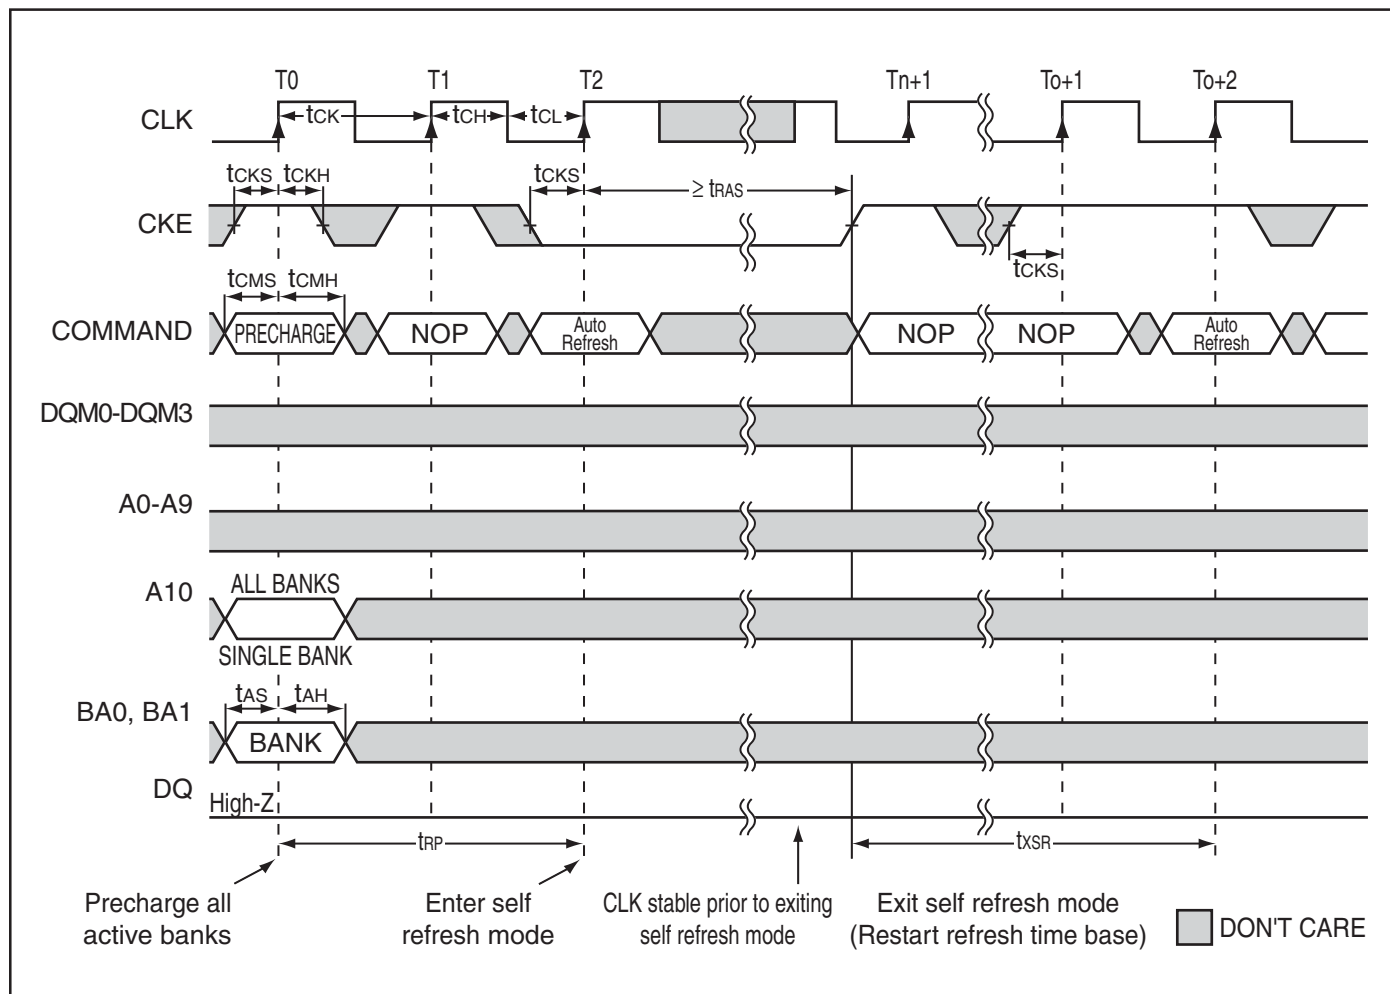 T0 T1 T2 Tn+1 To+1 To+2
CLK
tCK tCH tCL
tCKS tCKH tCKS ≥ tRAS
CKE
tCKS
tCMS tCMH
COMMAND PRECHARGE NOP Auto Refresh NOP NOP Auto Refresh
DQM0-DQM3
A0-A9
A10 ALL BANKS
SINGLE BANK
tAS tAH
BA0, BA1
BANK
DQ
High-Z
tRP tXSR
Precharge all
active banks
Enter self
refresh mode
CLK stable prior to exiting
self refresh mode
Exit self refresh mode
(Restart refresh time base)
DON'T CARE